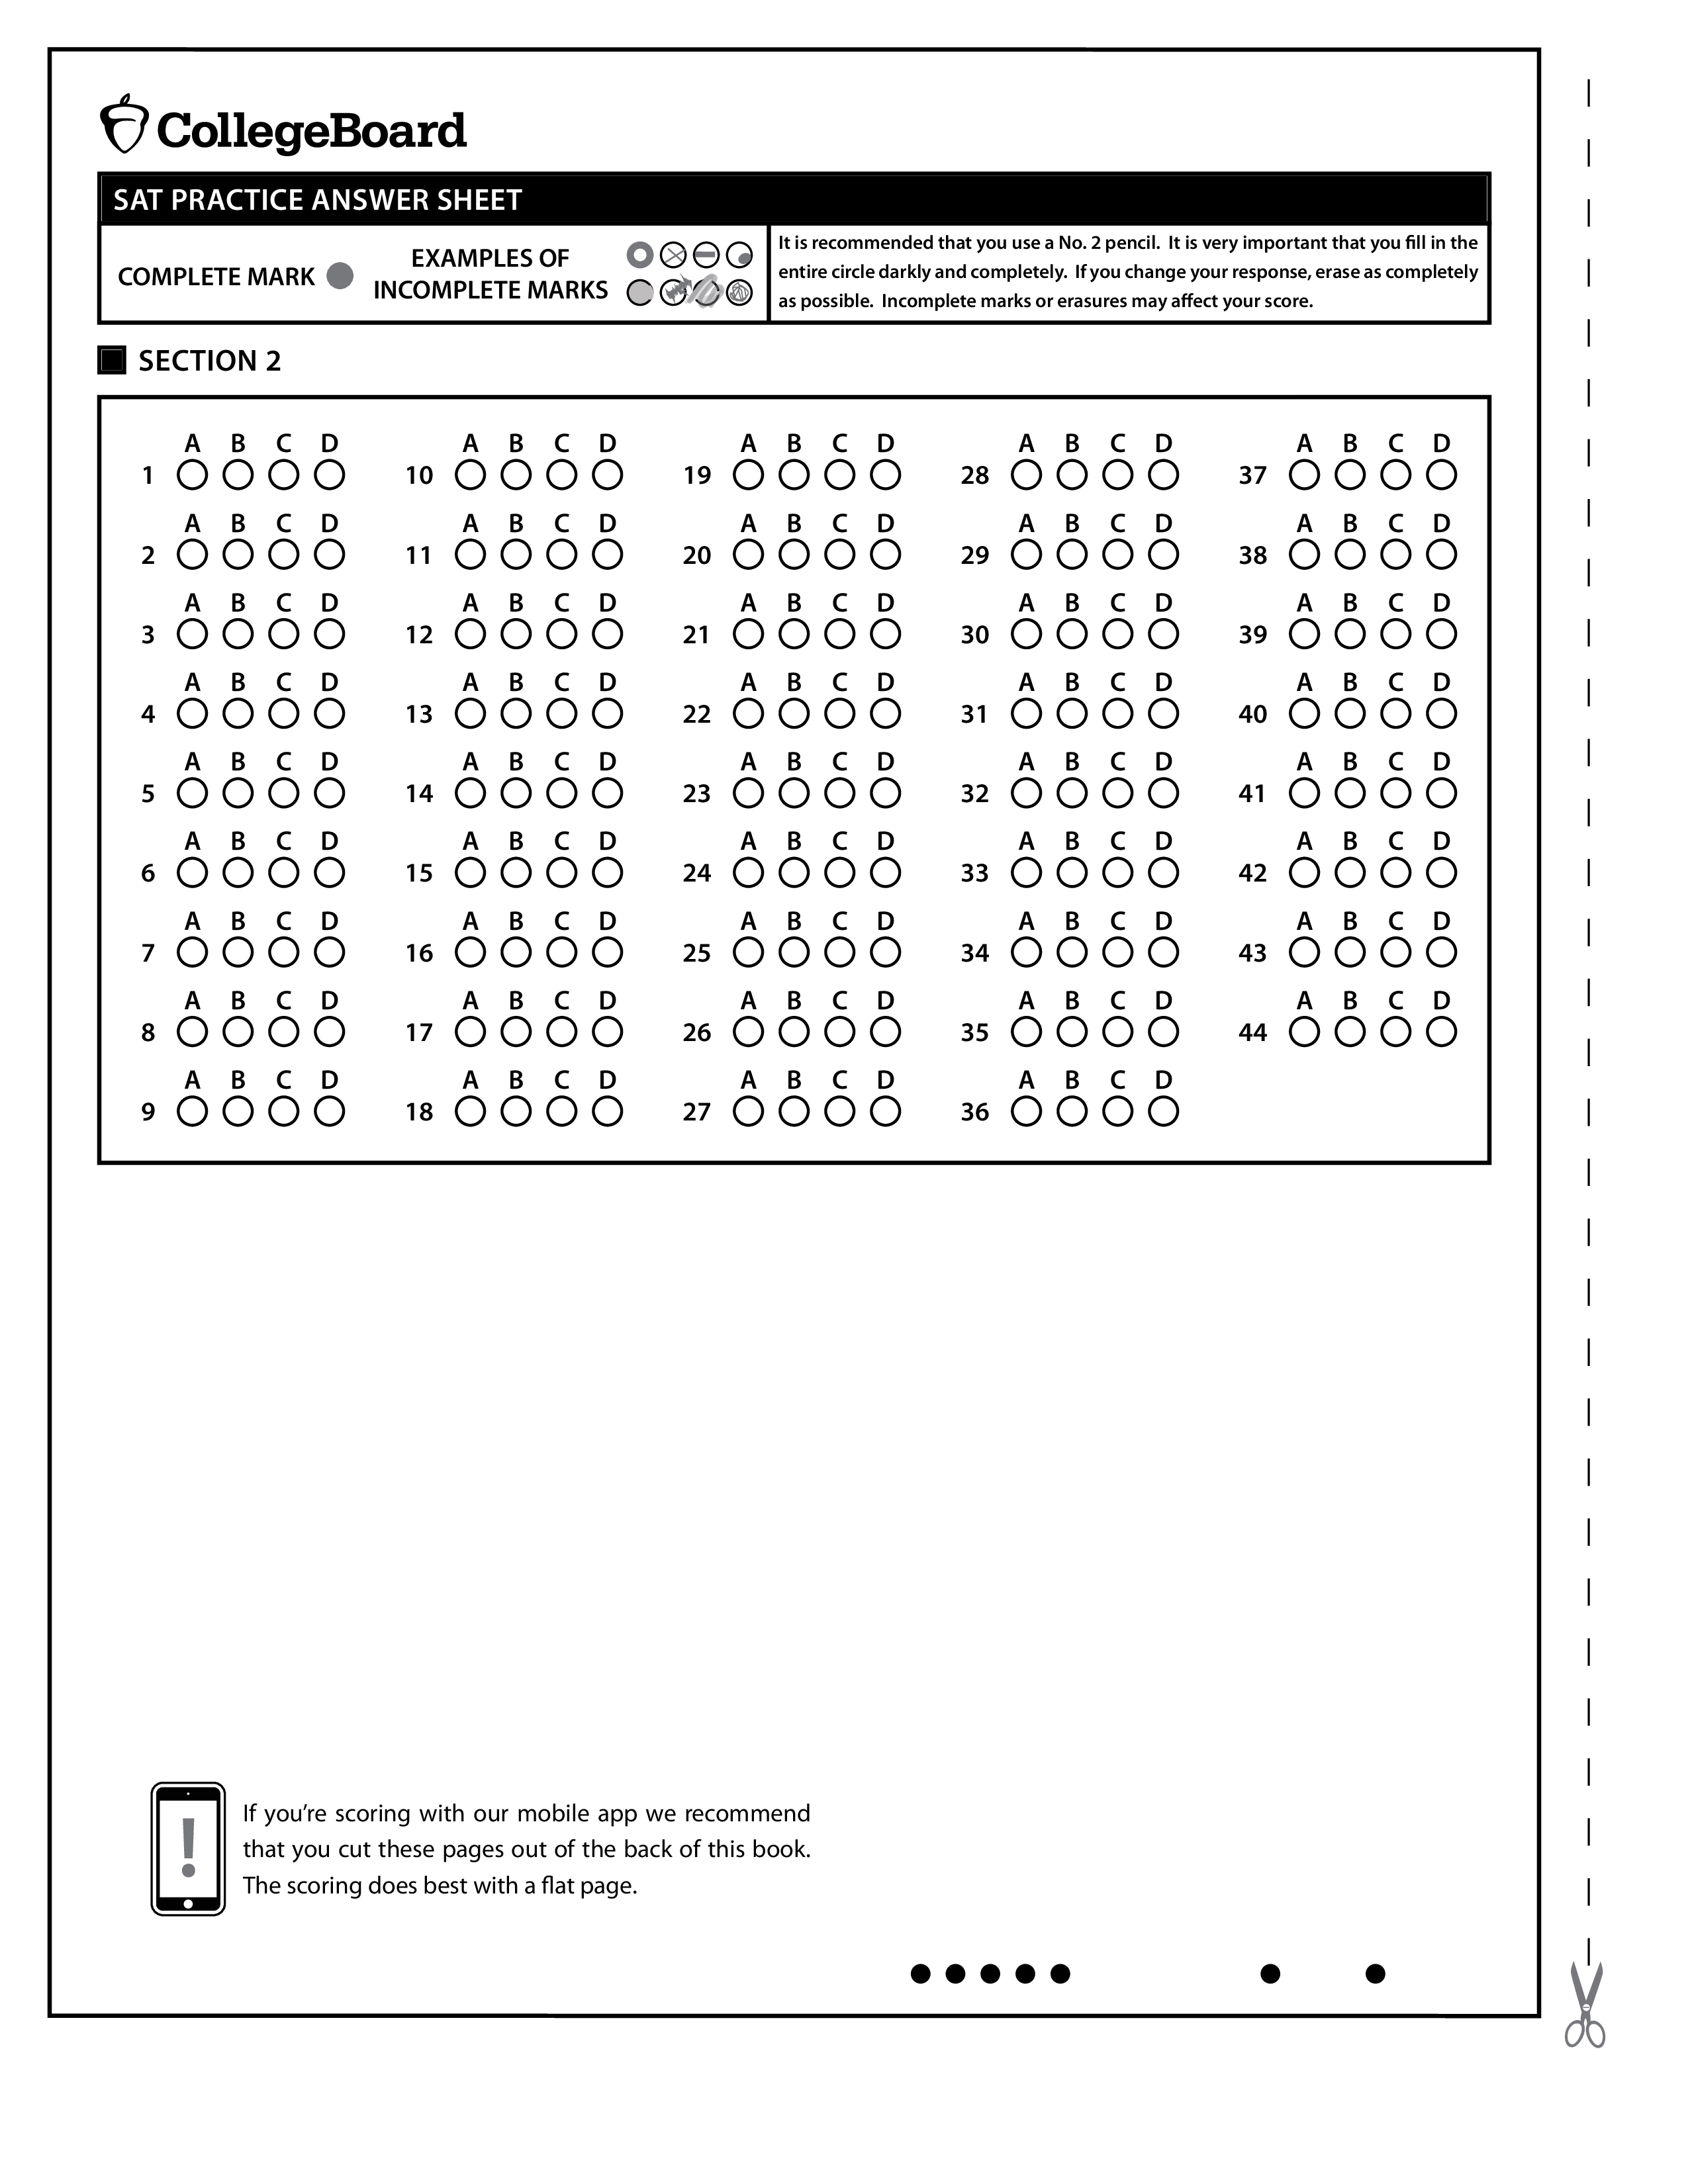 CollegeBoard
SAT PRACTICE ANSWER SHEET
COMPLETE MARK
EXAMPLES OF
INCOMPLETE MARKS
It is recommended that you use a No. 2 pencil. It is very important that you fill in the
entire circle darkly and completely. If you change your response, erase as completely
as possible. Incomplete marks or erasures may affect your score.
SECTION 2
A B C D A B C D A B C D A B C D A B C D
1 10 19 28 37
A B C D A B C D A B C D A B C D A B C D
2 11 20 29 38
A B C D A B C D A B C D A B C D A B C D
3 12 21 30 39
A B C D A B C D A B C D A B C D A B C D
4 13 22 31 40
A B C D A B C D A B C D A B C D A B C D
5 14 23 32 41
A B C D A B C D A B C D A B C D A B C D
6 15 24 33 42
A B C D A B C D A B C D A B C D A B C D
7 16 25 34 43
A B C D A B C D A B C D A B C D A B C D
8 17 26 35 44
A B C D A B C D A B C D A B C D
9 18 27 36
!
If you’re scoring with our mobile app we recommend
that you cut these pages out of the back of this book.
The scoring does best with a flat page.